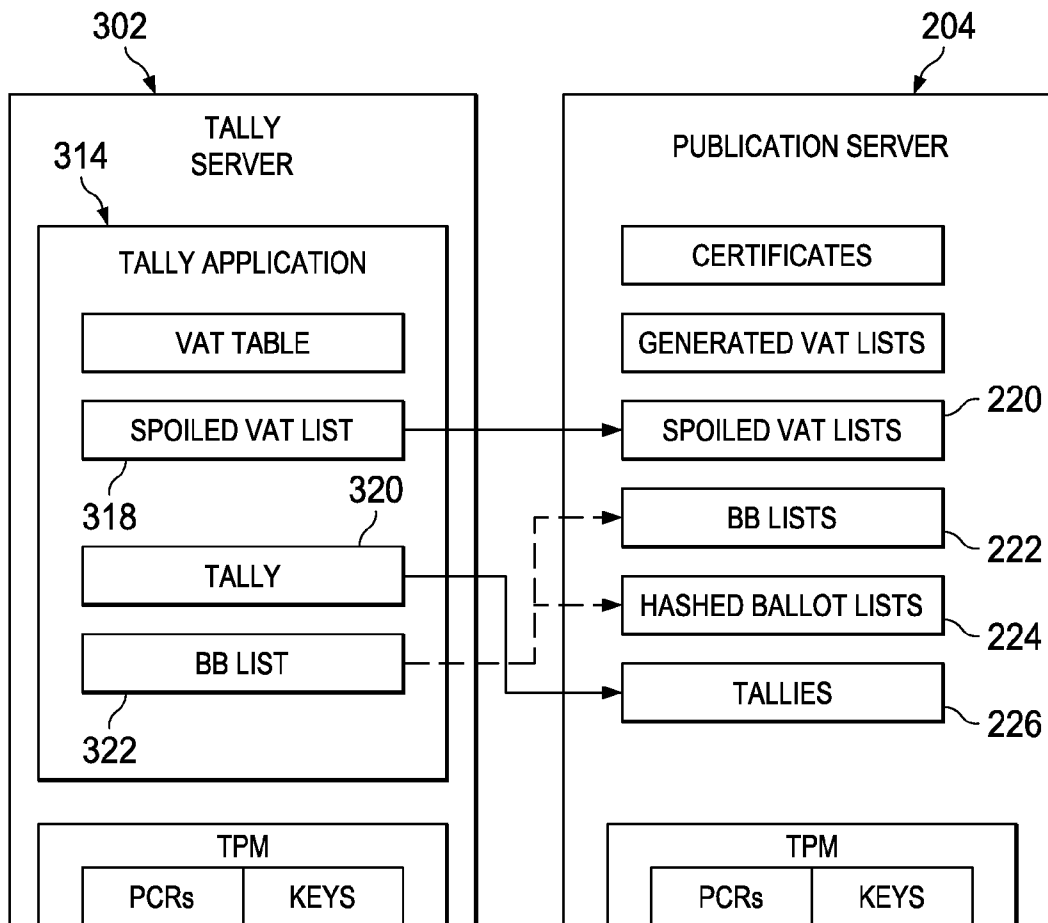 302
204
TALLY
SERVER
PUBLICATION SERVER
314
TALLY APPLICATION
CERTIFICATES
VAT TABLE
GENERATED VAT LISTS
SPOILED VAT LIST
SPOILED VAT LISTS
220
318
320
BB LISTS
222
TALLY
HASHED BALLOT LISTS
224
BB LIST
TALLIES
322
226
TPM
PCRs
KEYS
TPM
PCRs
KEYS